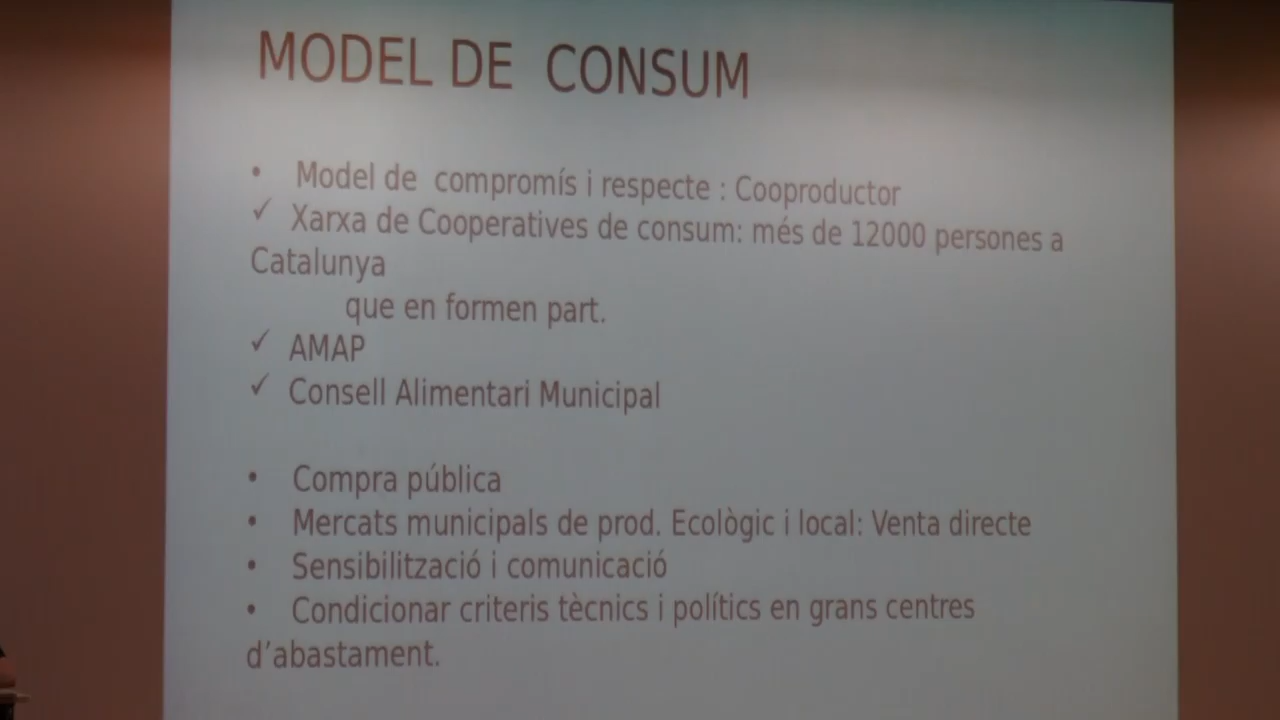 MODEL DE CONSUM
• Model de compromís i respecte : Cooproductor
✓ Xarxa de Cooperatives de consum: més de 12000 persones a
Catalunya
que en formen part.
✓ AMAP
✓ Consell Alimentari Municipal
• Compra pública
• Mercats municipals de prod. Ecològic i local: Venta directe
• Sensibilització i comunicació
• Condicionar criteris tècnics i polítics en grans centres
d’abastament.